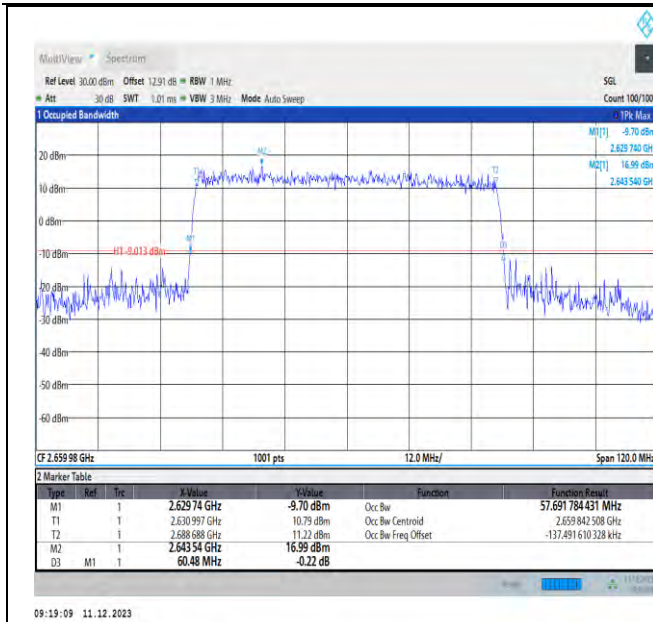 MultiView Spectrum
Ref Level 30.00 dBm Offset 12.91 dB RBW 1 MHz SGL
Att 30 dB SWT 1.01 ms VBW 3 MHz Mode Auto Sweep Count 100/100
1 Occupied Bandwidth 1Pk Max
M1[1] -9.70 dBm
2.629 740 GHz
M2[1] 16.99 dBm
2.643 540 GHz
M2
20 dBm
T2
10 dBm
0 dBm
M1
D3
H1 -9.013 dBm
-10 dBm
-20 dBm
-30 dBm
-40 dBm
-50 dBm
-60 dBm
CF 2.659 98 GHz 1001 pts 12.0 MHz/ Span 120.0 MHz
2 Marker Table
Type Ref Trc X-Value Y-Value Function Function Result
M1 1 2.629 74 GHz -9.70 dBm Occ Bw 57.691 784 431 MHz
T1 1 2.630 997 GHz 10.79 dBm Occ Bw Centroid 2.659 842 508 GHz
T2 1 2.688 688 GHz 11.22 dBm Occ Bw Freq Offset -137.491 610 328 kHz
M2 1 2.643 54 GHz 16.99 dBm
D3 M1 1 60.48 MHz -0.22 dB
09:19:09 11.12.2023